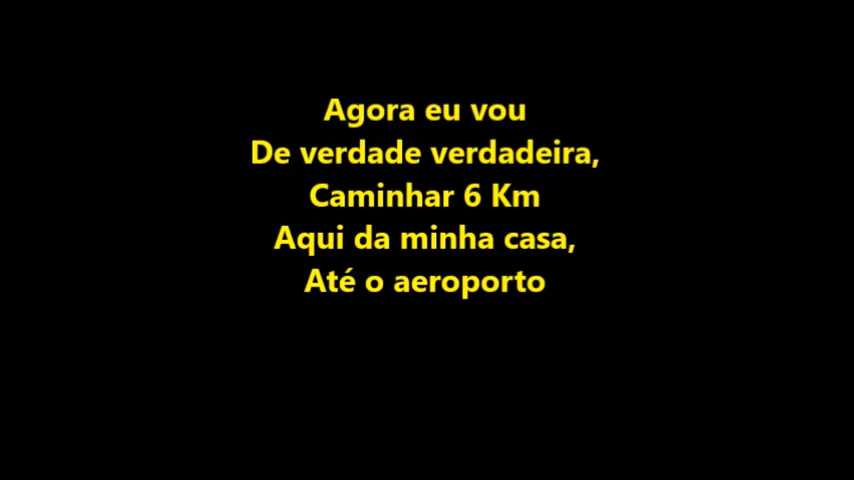 Agora eu vou
De verdade verdadeira,
Caminhar 6 Km
Aqui da minha casa,
Até o aeroporto